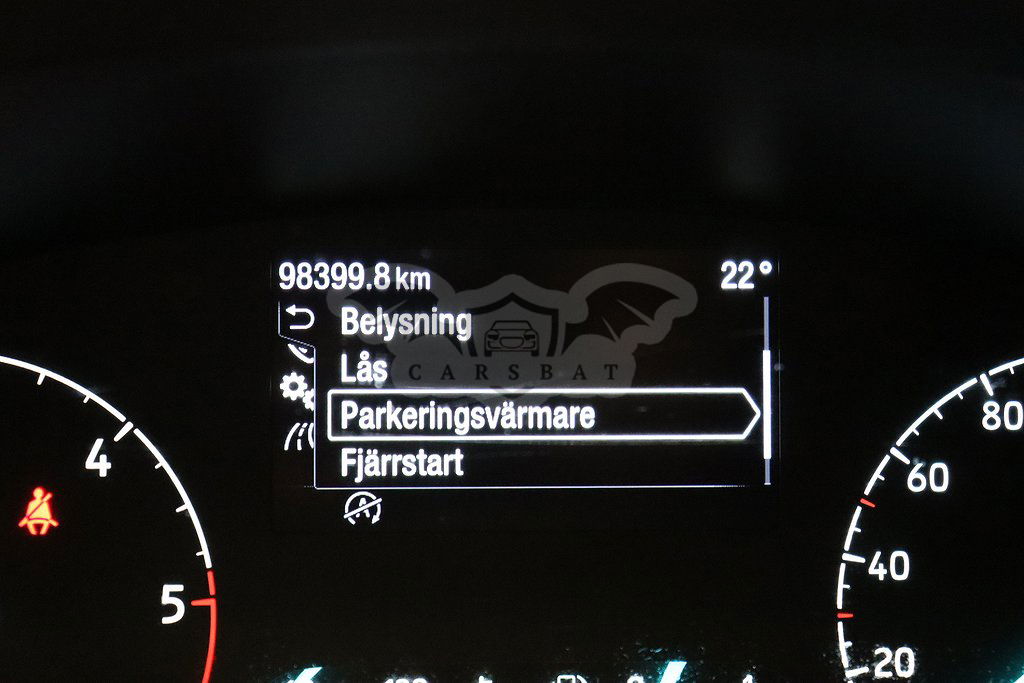 98399.8 km 22°
Belysning
CARSBAT
Lås
Parkeringsvärmare
Fjärrstart
A
4
5
80
60
40
20